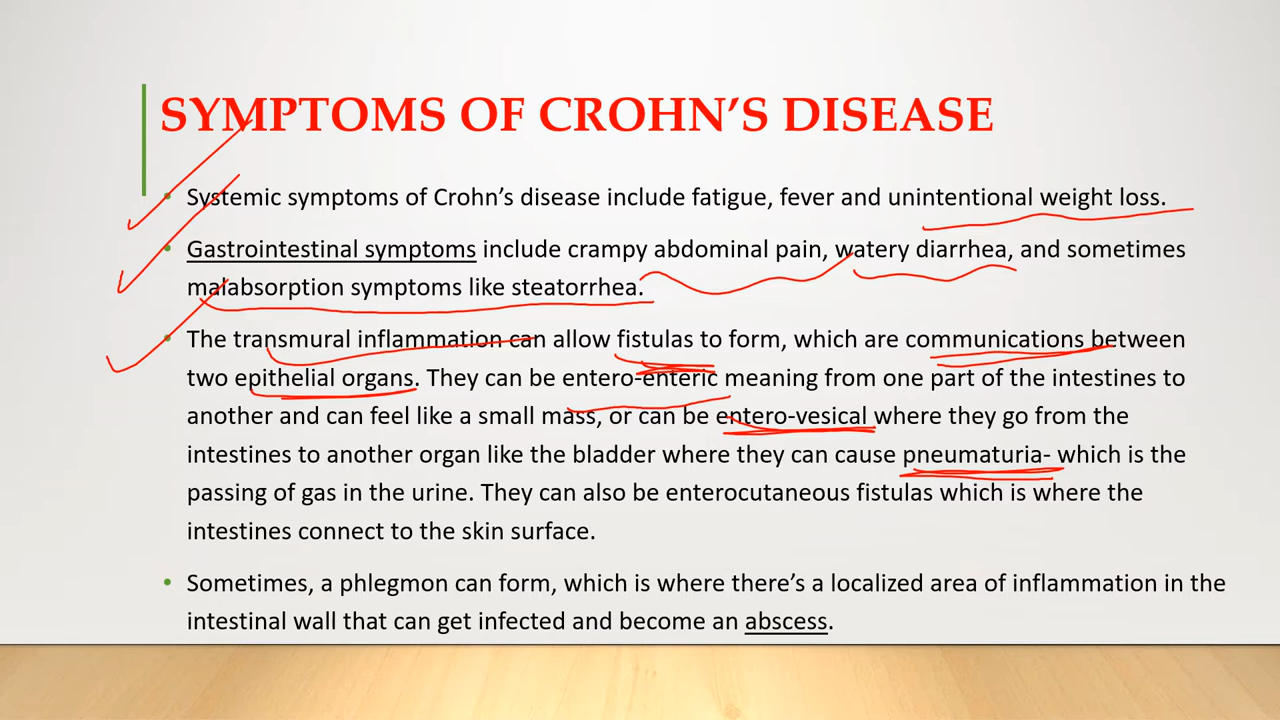 SYMPTOMS OF CROHN’S DISEASE
• Systemic symptoms of Crohn’s disease include fatigue, fever and unintentional weight loss.
• Gastrointestinal symptoms include crampy abdominal pain, watery diarrhea, and sometimes
malabsorption symptoms like steatorrhea.
• The transmural inflammation can allow fistulas to form, which are communications between
two epithelial organs. They can be entero-enteric meaning from one part of the intestines to
another and can feel like a small mass, or can be entero-vesical where they go from the
intestines to another organ like the bladder where they can cause pneumaturia- which is the
passing of gas in the urine. They can also be enterocutaneous fistulas which is where the
intestines connect to the skin surface.
• Sometimes, a phlegmon can form, which is where there’s a localized area of inflammation in the
intestinal wall that can get infected and become an abscess.